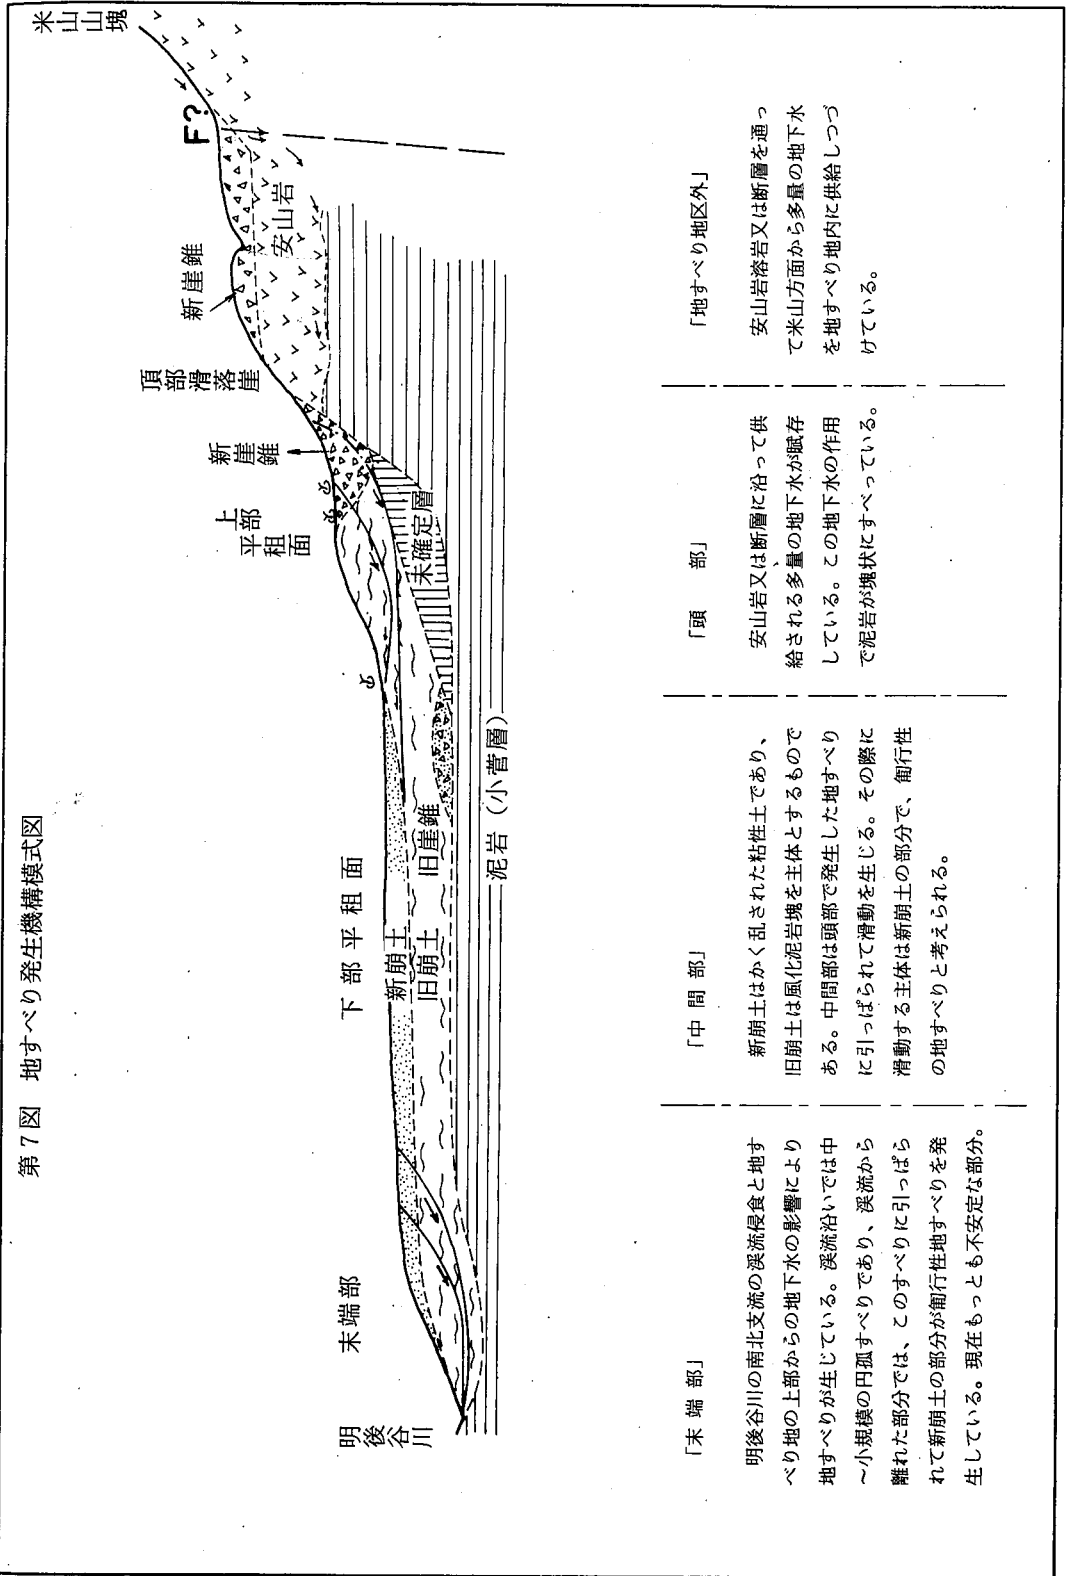 第7図 地すべり発生機構模式図
米山山塊
F?
新崖錐
安山岩
頂部滑落崖
新崖錐
上部平租面
未確定層
下部平租面
旧崖錐
新崩土
旧崩土
泥岩(小菅層)
末端部
明後谷川
「末端部」
明後谷川の南北支流の渓流侵食と地す
べり地の上部からの地下水の影響により
地すべりが生じている。渓流沿いでは中
~小規模の円孤すべりであり、渓流から
離れた部分では、このすべりに引っぱら
れて新崩土の部分が匍行性地すべりを発
生している。現在もっとも不安定な部分。
「中間部」
新崩土はかく乱された粘性土であり、
旧崩土は風化泥岩塊を主体とするもので
ある。中間部は頭部で発生した地すべり
に引っぱられて滑動を生じる。その際に
滑動する主体は新崩土の部分で、匍行性
の地すべりと考えられる。
「頭 部」
安山岩又は断層に沿って供
給される多量の地下水が賦存
している。この地下水の作用
で泥岩が塊状にすべっている。
「地すべり地区外」
安山岩溶岩又は断層を通っ
て米山方面から多量の地下水
を地すべり地内に供給しつづ
けている。